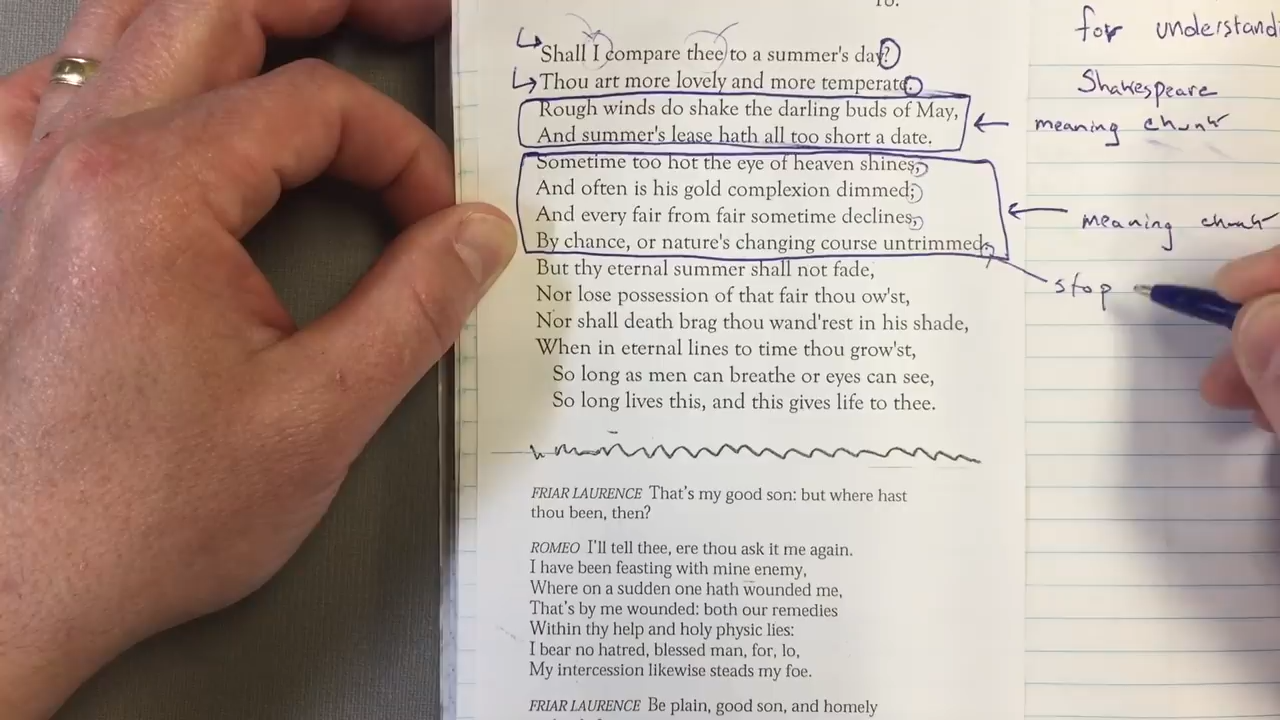 Shall I compare thee to a summer's day?
Thou art more lovely and more temperate.
Rough winds do shake the darling buds of May,
And summer's lease hath all too short a date.
Sometime too hot the eye of heaven shines,
And often is his gold complexion dimmed;
And every fair from fair sometime declines,
By chance, or nature's changing course untrimmed.
But thy eternal summer shall not fade,
Nor lose possession of that fair thou ow'st,
Nor shall death brag thou wand'rest in his shade,
When in eternal lines to time thou grow'st,
So long as men can breathe or eyes can see,
So long lives this, and this gives life to thee.
FRIAR LAURENCE That's my good son: but where hast
thou been, then?
ROMEO I'll tell thee, ere thou ask it me again.
I have been feasting with mine enemy,
Where on a sudden one hath wounded me,
That's by me wounded: both our remedies
Within thy help and holy physic lies:
I bear no hatred, blessed man, for, lo,
My intercession likewise steads my foe.
FRIAR LAURENCE Be plain, good son, and homely
for understandi
Shakespeare
meaning chunk
meaning chunk
stop